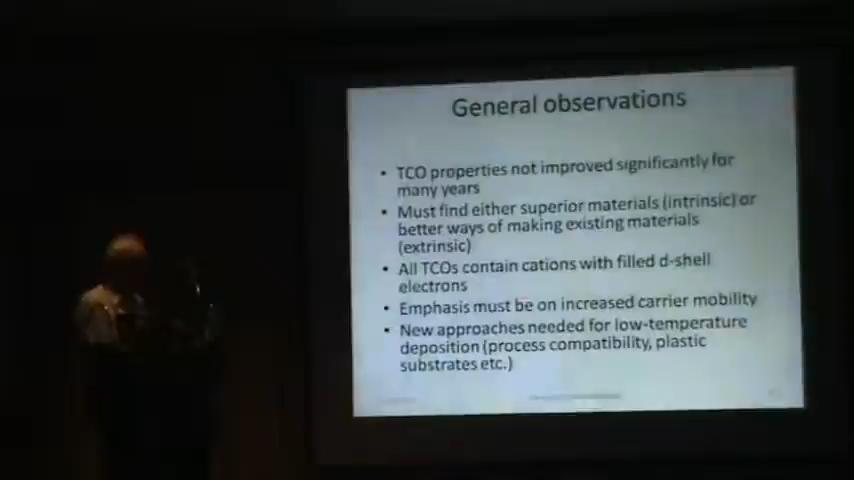 General observations
• TCO properties not improved significantly for
many years
• Must find either superior materials (intrinsic) or
better ways of making existing materials
(extrinsic)
• All TCOs contain cations with filled d-shell
electrons
• Emphasis must be on increased carrier mobility
• New approaches needed for low-temperature
deposition (process compatibility, plastic
substrates etc.)